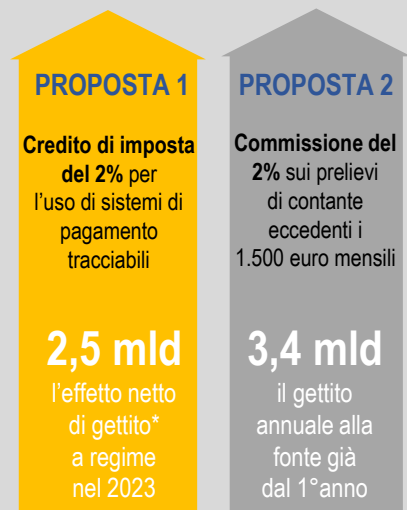 PROPOSTA 1
Credito di imposta
del 2% per
l'uso di sistemi di
pagamento
tracciabili
2,5 mld
l'effetto netto
di gettito*
a regime
nel 2023
PROPOSTA 2
Commissione del
2% sui prelievi
di contante
eccedenti i
1.500 euro mensili
3,4 mld
il gettito
annuale alla
fonte già
dal 1°anno